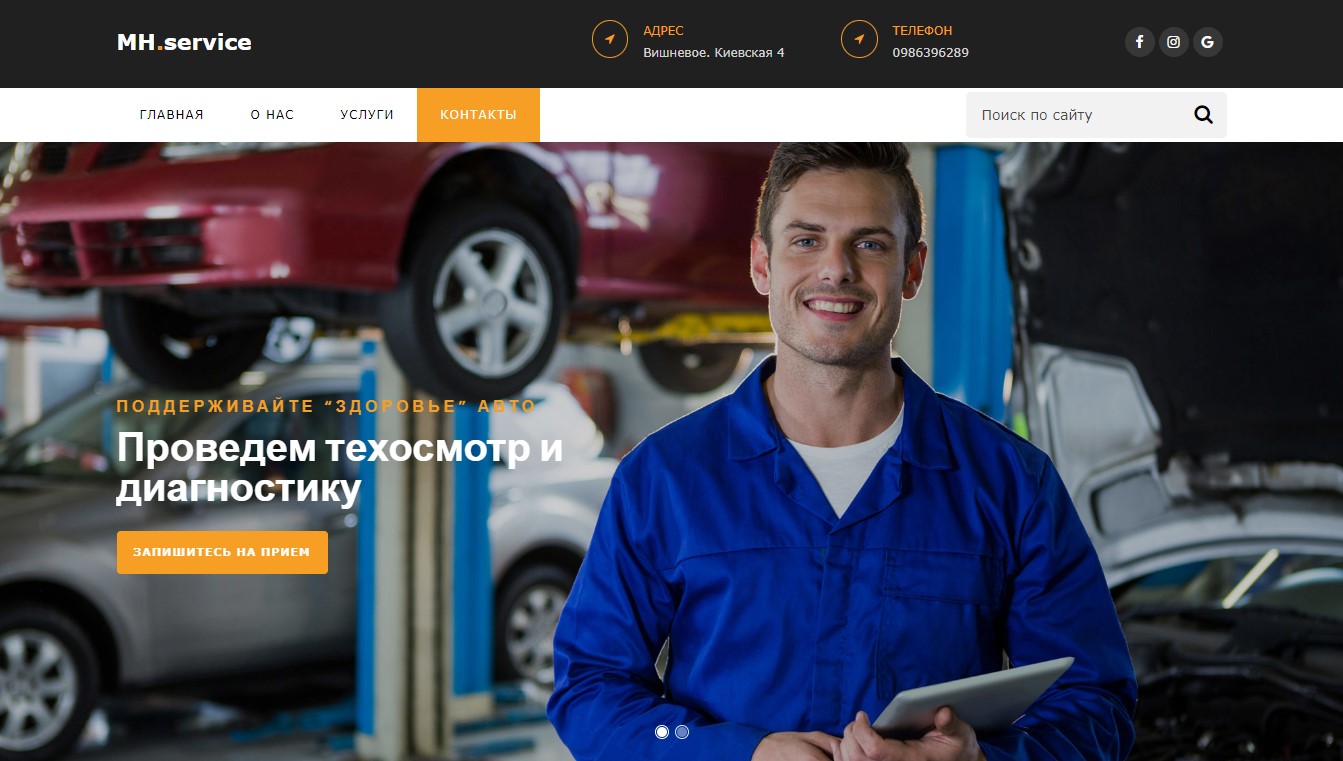 MH.service
АДРЕС
Вишневое. Киевская 4
ТЕЛЕФОН
0986396289
ГЛАВНАЯ
О НАС
УСЛУГИ
КОНТАКТЫ
Поиск по сайту
ПОДДЕРЖИВАЙТЕ “ЗДОРОВЬЕ” АВТО
Проведем техосмотр и
диагностику
ЗАПИШИТЕСЬ НА ПРИЕМ